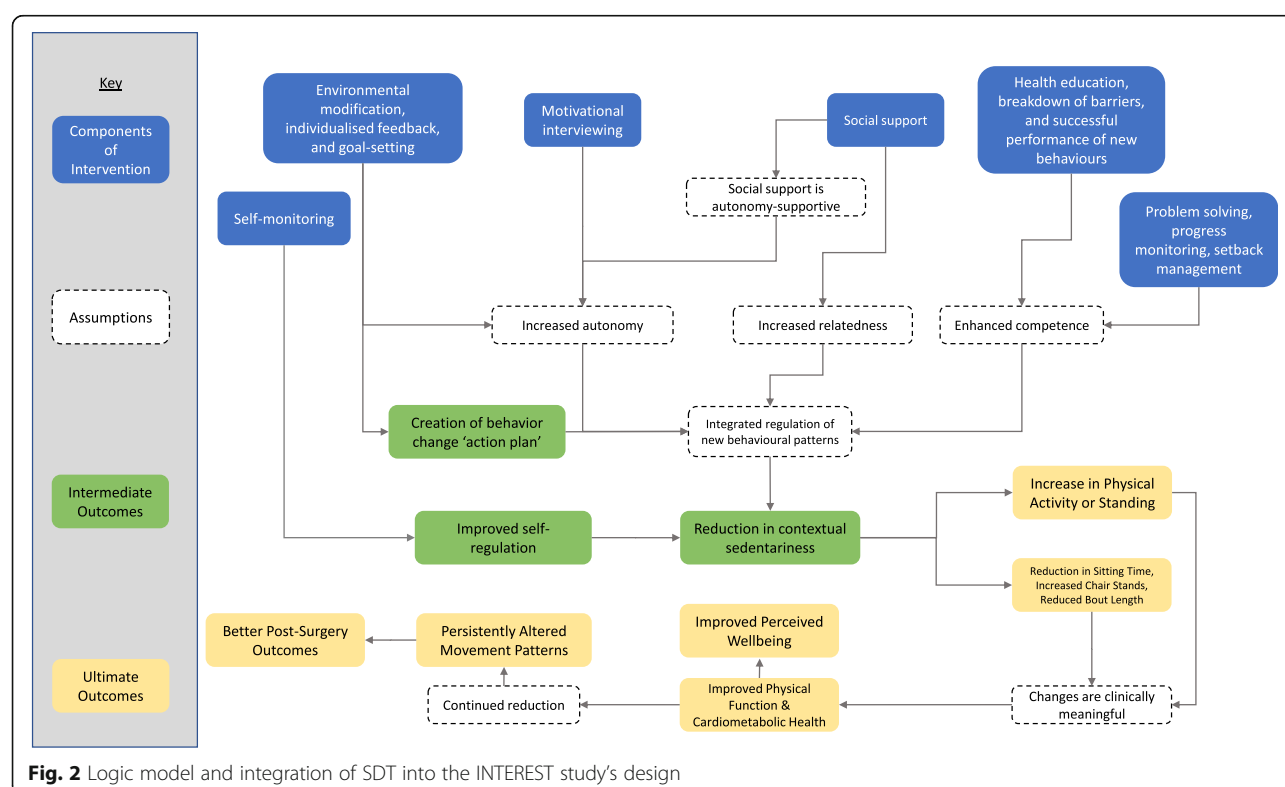 Key
Components
of
Intervention
Assumptions
Intermediate
Outcomes
Ultimate
Outcomes
Environmental
modification,
individualised feedback,
and goal-setting
Motivational
interviewing
Social support
Health education,
breakdown of barriers,
and successful
performance of new
behaviours
Self-monitoring
Social support is
autonomy-supportive
Problem solving,
progress
monitoring, setback
management
Increased autonomy
Increased relatedness
Enhanced competence
Creation of behavior
change ‘action plan’
Integrated regulation of
new behavioural patterns
Improved self-
regulation
Reduction in contextual
sedentariness
Increase in Physical
Activity or Standing
Reduction in Sitting Time,
Increased Chair Stands,
Reduced Bout Length
Better Post-Surgery
Outcomes
Persistently Altered
Movement Patterns
Improved Perceived
Wellbeing
Continued reduction
Improved Physical
Function &
Cardiometabolic Health
Changes are clinically
meaningful
Fig. 2 Logic model and integration of SDT into the INTEREST study’s design